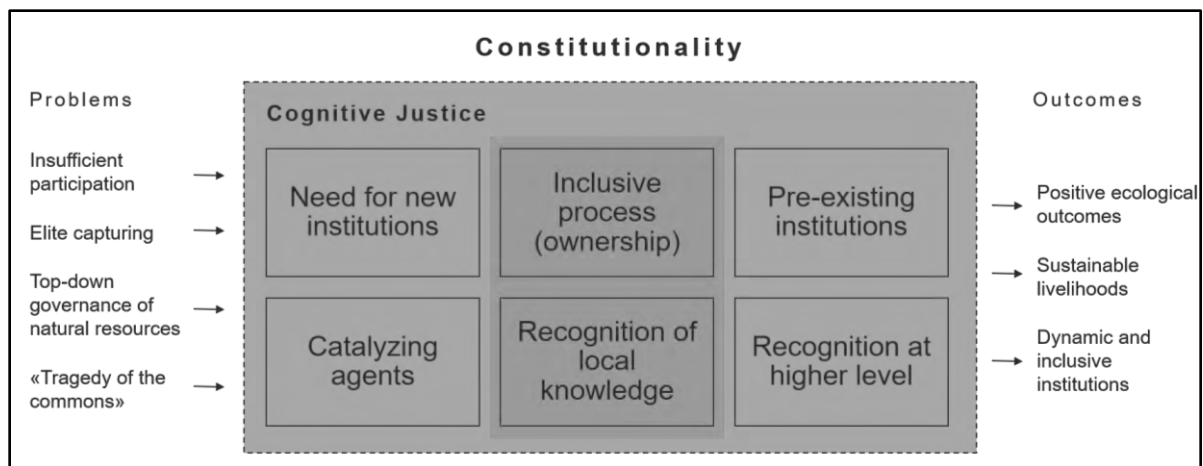 Constitutionality
Problems
Insufficient
participation
Elite capturing
Top-down
governance of
natural resources
«Tragedy of the
commons»
Cognitive Justice
Need for new
institutions
Inclusive
process
(ownership)
Pre-existing
institutions
Catalyzing
agents
Recognition of
local
knowledge
Recognition at
higher level
Outcomes
Positive ecological
outcomes
Sustainable
livelihoods
Dynamic and
inclusive
institutions